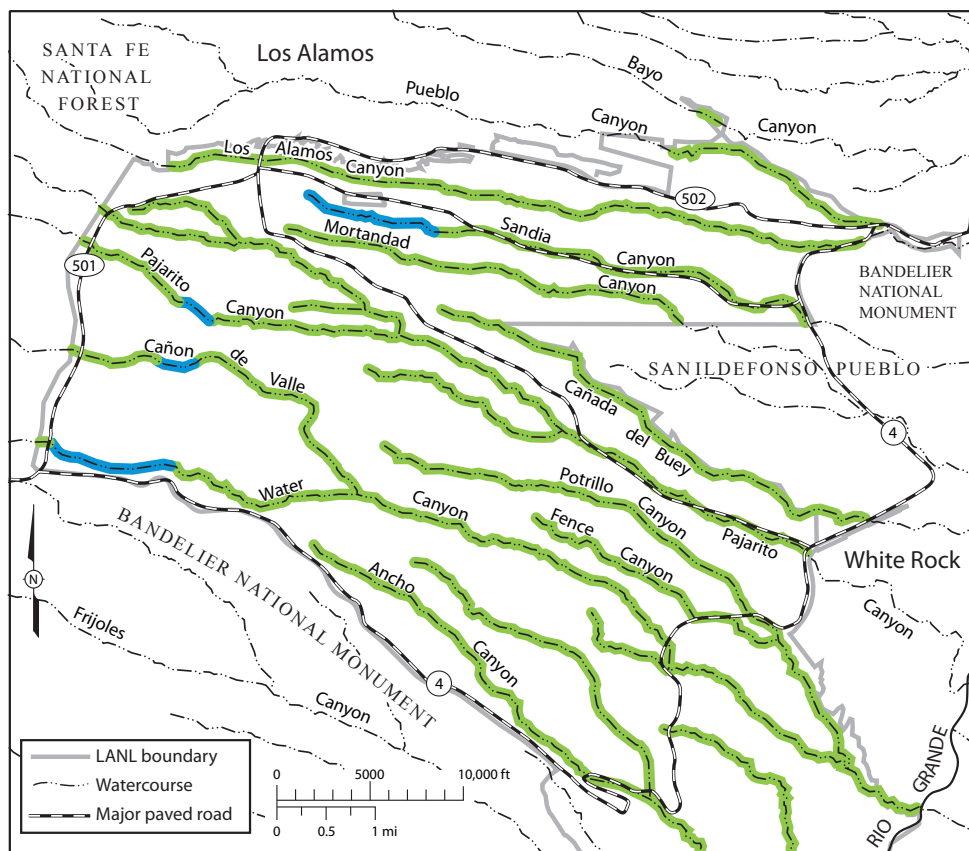 SANTA FE
NATIONAL
FOREST
Los Alamos
Bayo
Canyon
Pueblo
Canyon
Los Alamos
Canyon
502
Sandia
Canyon
Mortandad
Canyon
501
Pajarito
Canyon
BANDELIER
NATIONAL
MONUMENT
SAN ILDEFONSO PUEBLO
Cañon de Valle
Cañada
del Buey
4
Water
Canyon
Potrillo
Canyon
Fence
Canyon
Pajarito
White Rock
Canyon
BANDELIER NATIONAL MONUMENT
Ancho
Canyon
N
Frijoles
Canyon
4
RIO GRANDE
LANL boundary
Watercourse
Major paved road
0 5000 10,000 ft
0 0.5 1 mi